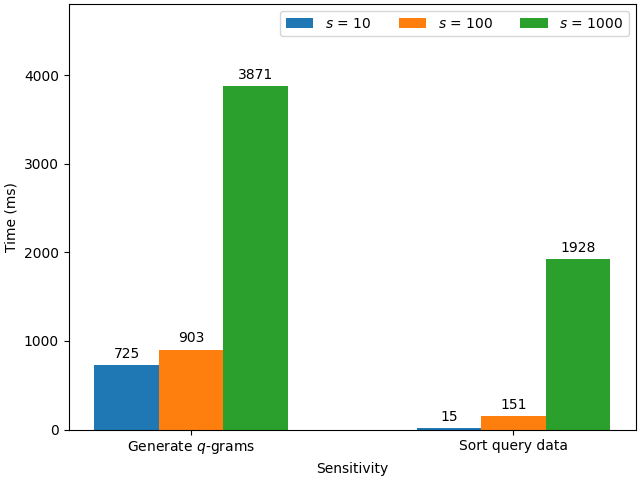 s = 10 s = 100 s = 1000
Time (ms)
4000
3000
2000
1000
0
725
903
3871
15
151
1928
Generate q-grams
Sort query data
Sensitivity